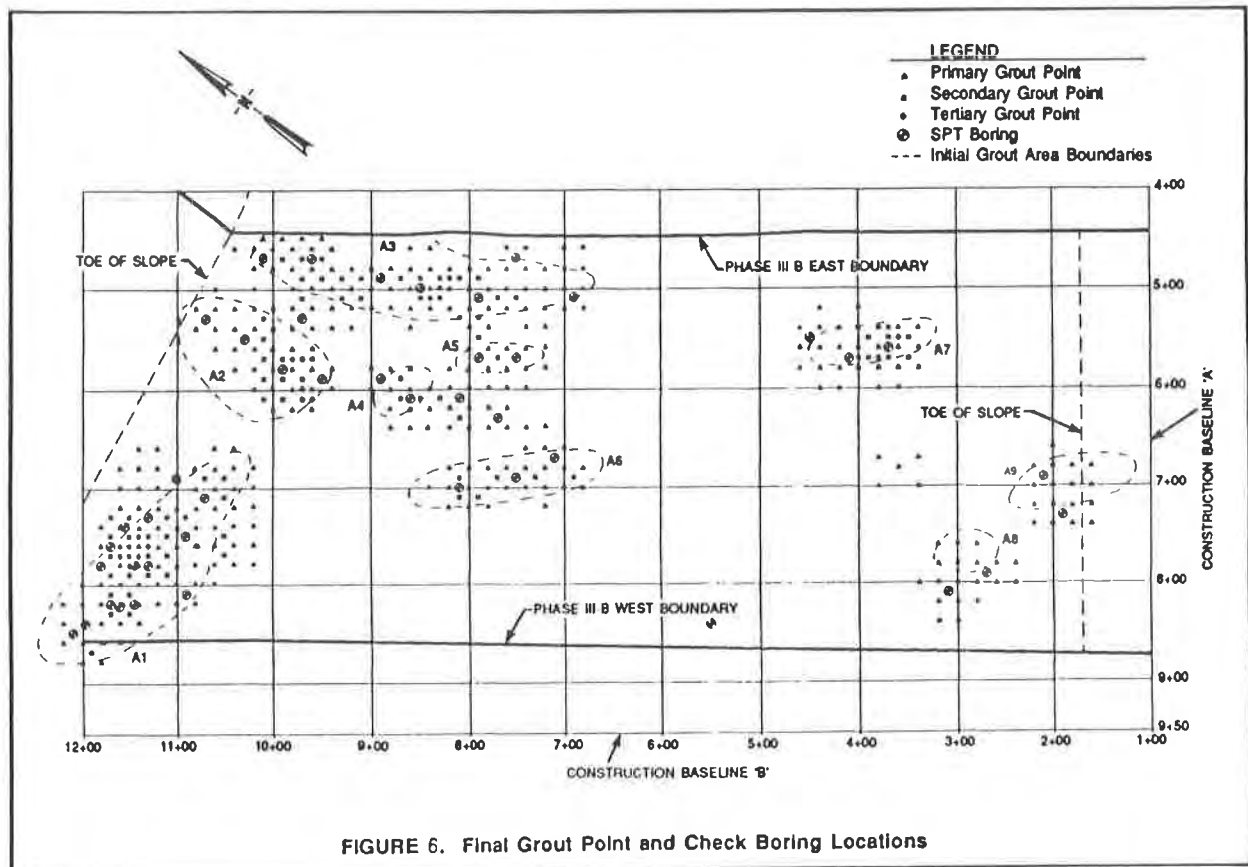 LEGEND
Primary Grout Point
Secondary Grout Point
Tertiary Grout Point
SPT Boring
Initial Grout Area Boundaries
4+00
TOE OF SLOPE
A3
PHASE III B EAST BOUNDARY
5+00
A5
A2
A7
A4
6+00
TOE OF SLOPE
CONSTRUCTION BASELINE 'A'
A6
A9
7+00
A8
8+00
PHASE III B WEST BOUNDARY
A1
9+00
9+50
12+00 11+00 10+00 9+00 8+00 7+00 6+00 5+00 4+00 3+00 2+00 1+00
CONSTRUCTION BASELINE 'B'
FIGURE 6. Final Grout Point and Check Boring Locations